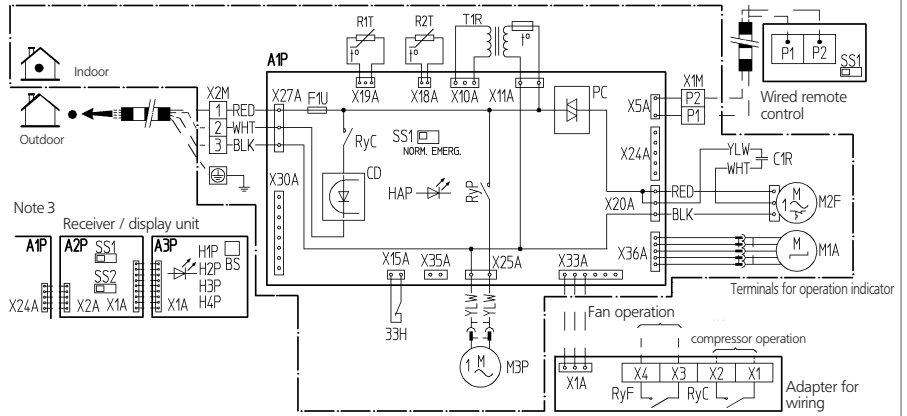 R1T
R2T
T1R
t°
t°
A1P
Indoor
Outdoor
X19A
X18A
X10A
X11A
X2M
X27A
F1U
PC
X5A
X1M
P2
P1
P1
P2
SS1
Wired remote
control
1
RED
2
WHT
3
BLK
RyC
SS1
NORM. EMERG.
X24A
YLW
C1R
WHT
X30A
CD
HAP
RyP
X20A
RED
BLK
1
M
M2F
Note 3
Receiver / display unit
A1P
A2P
SS1
A3P
H1P
BS
H2P
SS2
H3P
H4P
X24A
X2A
X1A
X1A
X15A
X35A
X25A
X33A
X36A
M
M1A
Terminals for operation indicator
33H
YLW
YLW
Fan operation
compressor operation
1
M
M3P
X1A
X4
X3
X2
X1
RyF
RyC
Adapter for
wiring